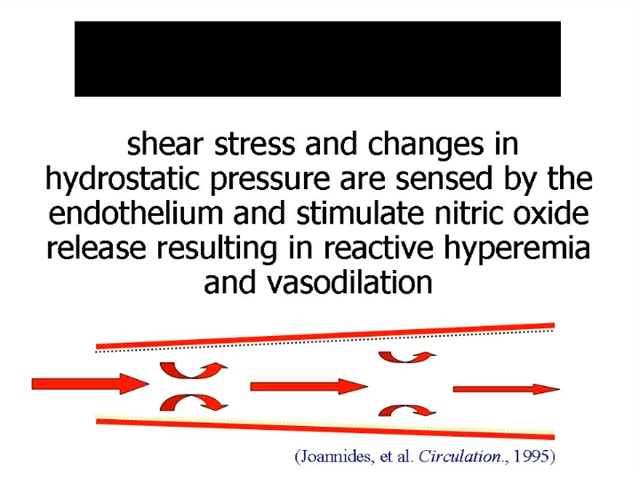 shear stress and changes in
hydrostatic pressure are sensed by the
endothelium and stimulate nitric oxide
release resulting in reactive hyperemia
and vasodilation
(Joannides, et al. Circulation., 1995)